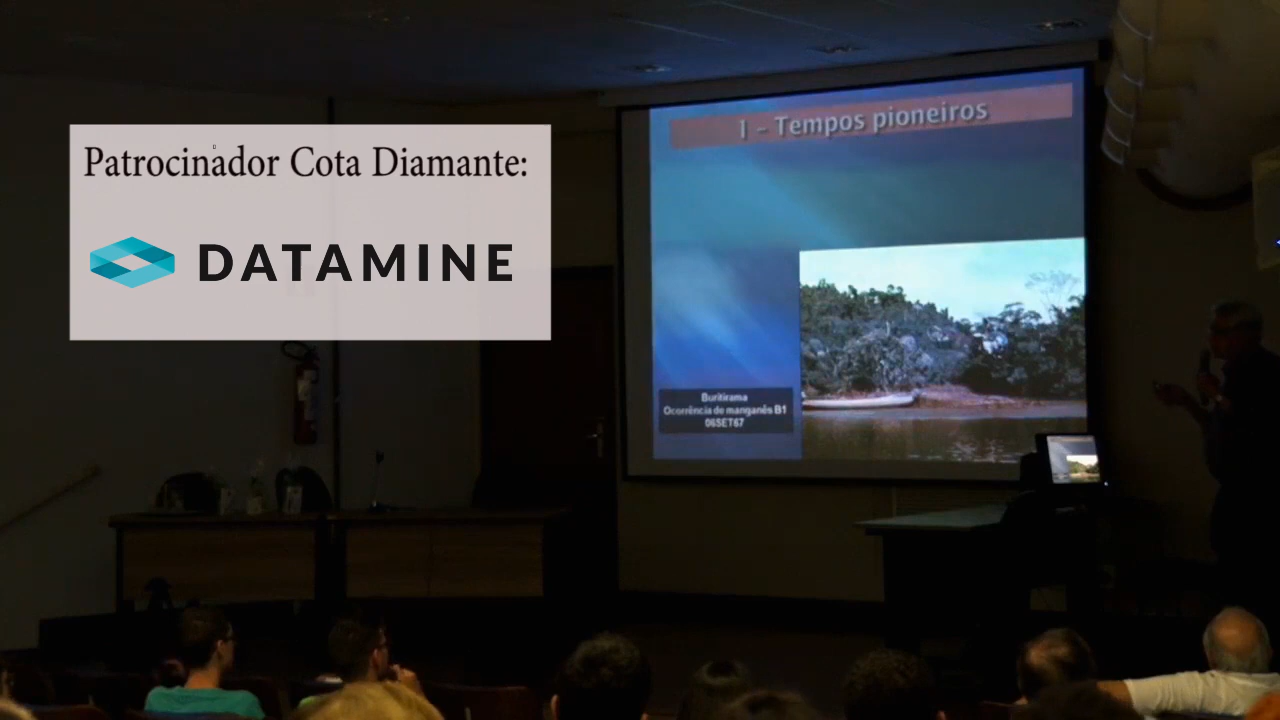 Patrocinador Cota Diamante:
DATAMINE
1 - Tempos pioneiros
Buritirama
Ocorrência de manganês B1
06SET67